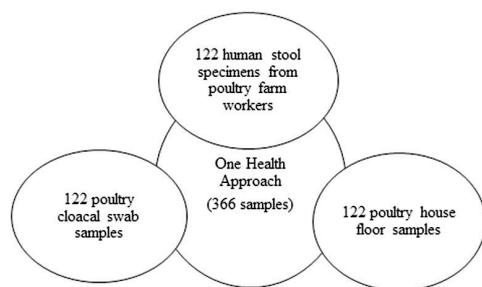 122 human stool
specimens from
poultry farm
workers
One Health
Approach
(366 samples)
122 poultry
cloacal swab
samples
122 poultry house
floor samples